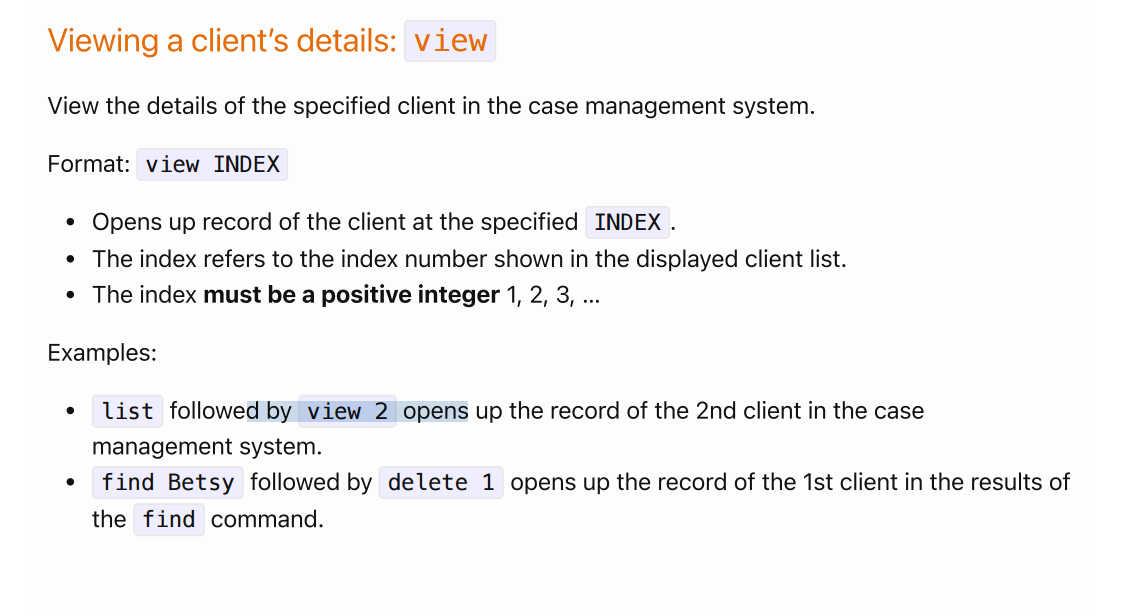 Viewing a client’s details: view
View the details of the specified client in the case management system.
Format: view INDEX
• Opens up record of the client at the specified INDEX.
• The index refers to the index number shown in the displayed client list.
• The index must be a positive integer 1, 2, 3, …
Examples:
• list followed by view 2 opens up the record of the 2nd client in the case
management system.
• find Betsy followed by delete 1 opens up the record of the 1st client in the results of
the find command.